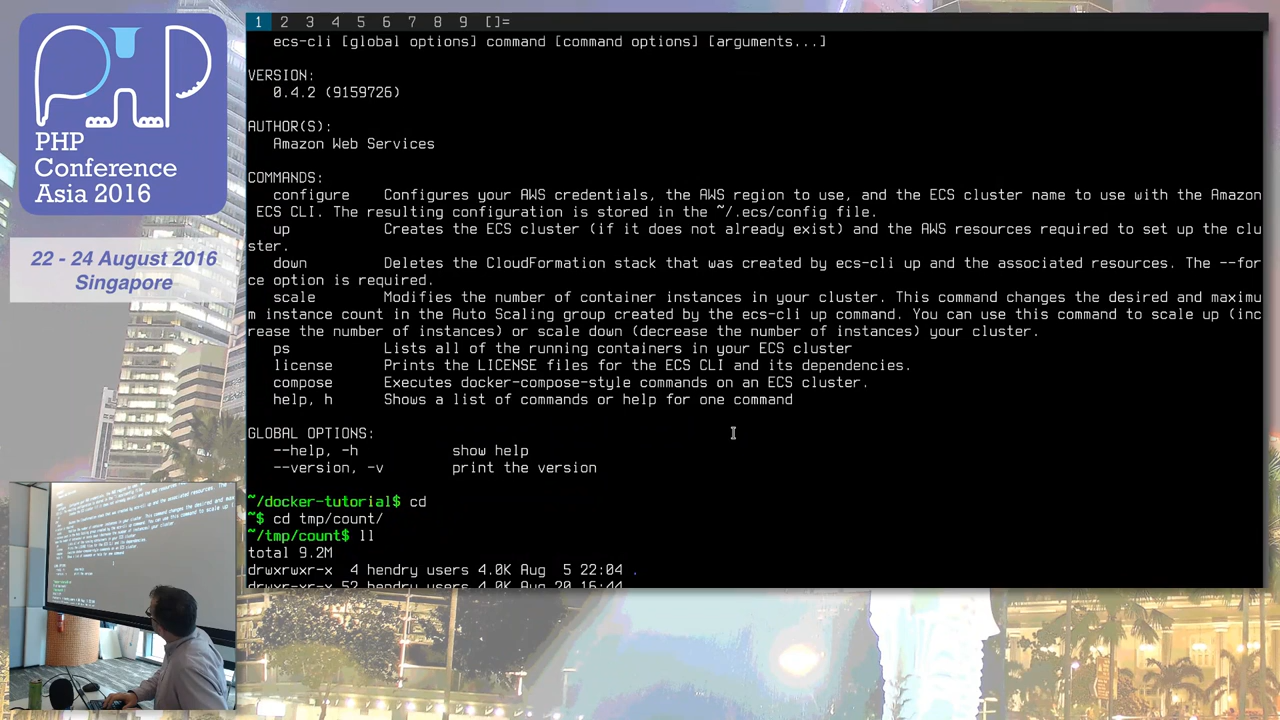 PHP
PHP
Conference
Asia 2016
22 - 24 August 2016
Singapore
1 2 3 4 5 6 7 8 9 []=
ecs-cli [global options] command [command options] [arguments...]
VERSION:
0.4.2 (9159726)
AUTHOR(S):
Amazon Web Services
COMMANDS:
configure Configures your AWS credentials, the AWS region to use, and the ECS cluster name to use with the Amazon
ECS CLI. The resulting configuration is stored in the ~/.ecs/config file.
up Creates the ECS cluster (if it does not already exist) and the AWS resources required to set up the clu
ster.
down Deletes the CloudFormation stack that was created by ecs-cli up and the associated resources. The --for
ce option is required.
scale Modifies the number of container instances in your cluster. This command changes the desired and maximu
m instance count in the Auto Scaling group created by the ecs-cli up command. You can use this command to scale up (inc
rease the number of instances) or scale down (decrease the number of instances) your cluster.
ps Lists all of the running containers in your ECS cluster
license Prints the LICENSE files for the ECS CLI and its dependencies.
compose Executes docker-compose-style commands on an ECS cluster.
help, h Shows a list of commands or help for one command
GLOBAL OPTIONS:
--help, -h show help
--version, -v print the version
~/docker-tutorial$ cd
~$ cd tmp/count/
~/tmp/count$ ll
total 9.2M
drwxrwxr-x 4 hendry users 4.0K Aug 5 22:04 .
drwxr-xr-x 52 hendry users 4.0K Aug 20 16:44